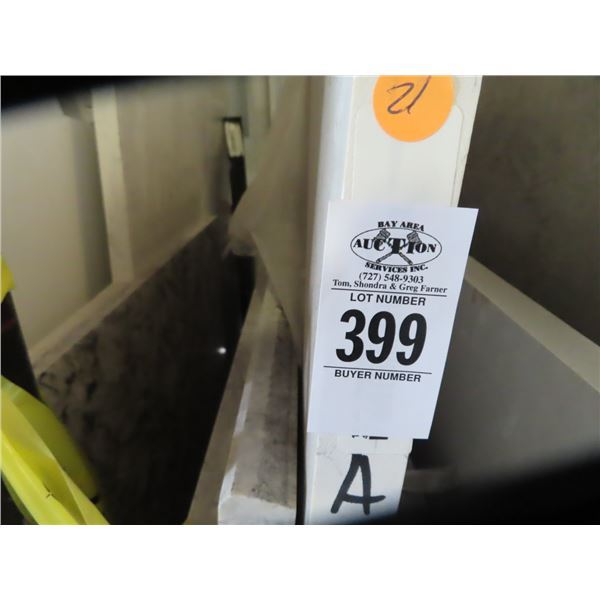 21
BAY AREA
AUCTION
SERVICES INC.
(727) 548-9303
Tom, Shondra & Greg Farner
LOT NUMBER
399
BUYER NUMBER
A